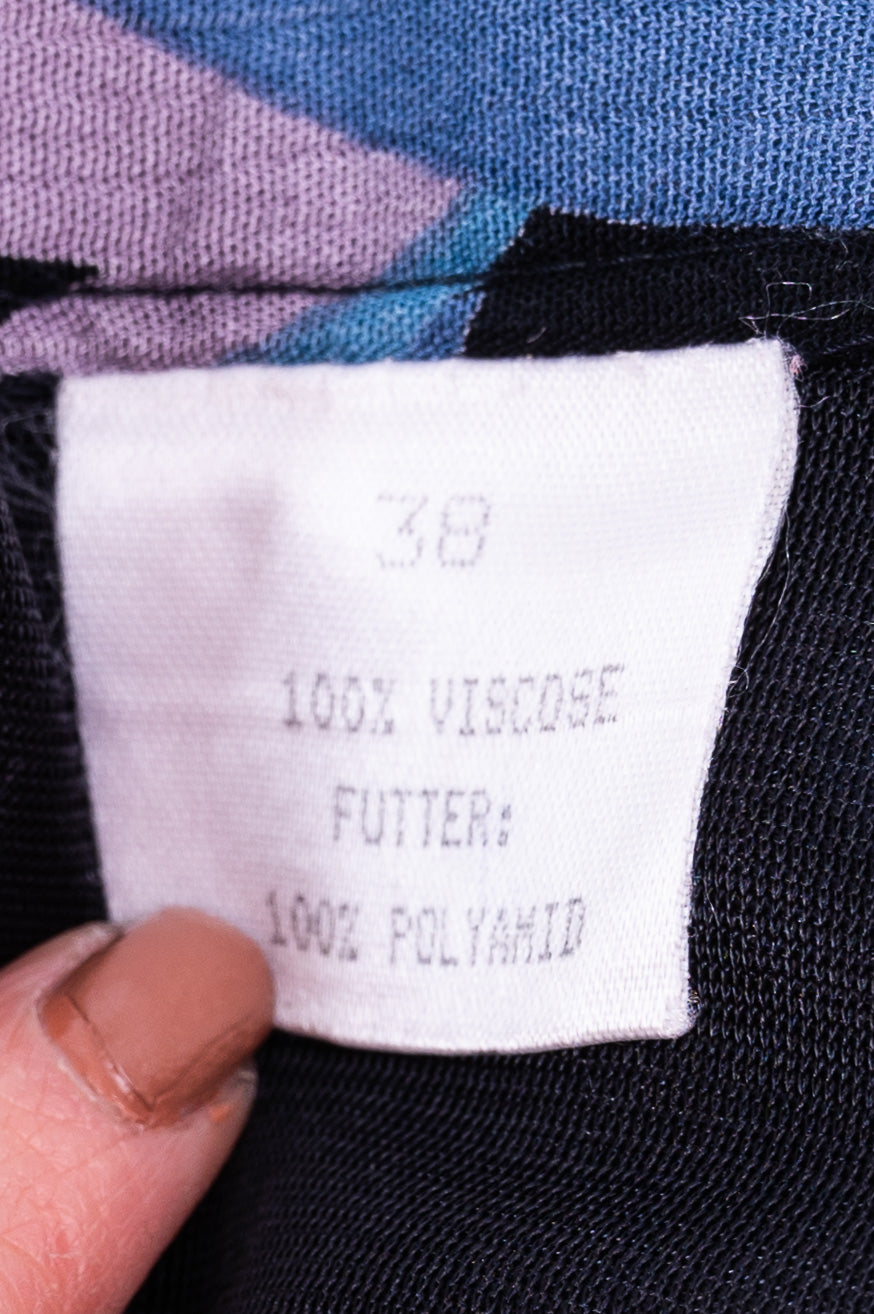 38
100% VISCOSE
FUTTER:
100% POLYAMID